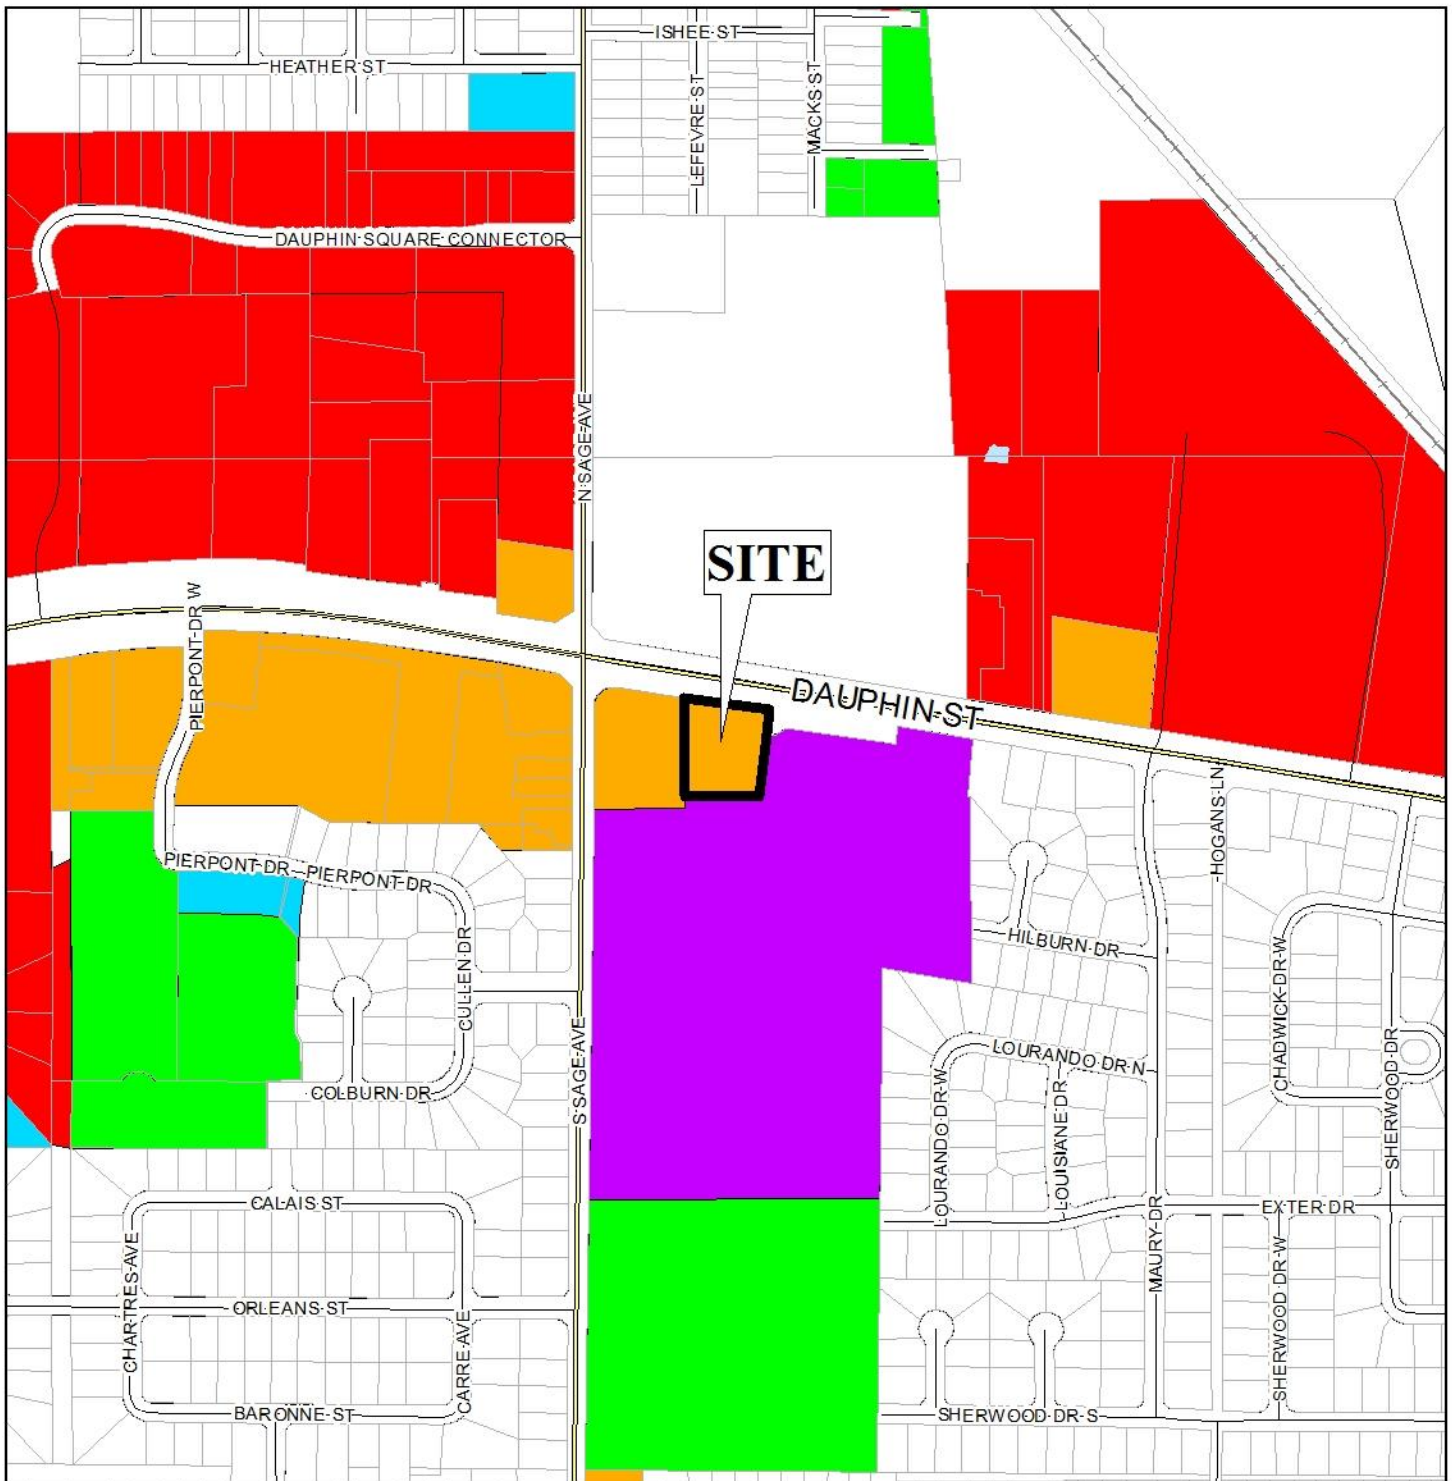 ISHEE ST
HEATHER ST
LEFEVRE ST
MACKS ST
DAUPHIN SQUARE CONNECTOR
N SAGE AVE
SITE
PIERPONT DR W
DAUPHIN ST
HOGANS LN
PIERPONT DR
PIERPONT DR
CULLEN DR
HILBURN DR
CHADWICK DR W
S SAGE AVE
LOURANDO DR N
SHERWOOD DR
COLBURN DR
LOURANDO DR W
LOUISIANE DR
CALAIS ST
EXTER DR
MAURY DR
CHARTRES AVE
ORLEANS ST
CARRE AVE
SHERWOOD DR W
BARONNE ST
SHERWOOD DR S